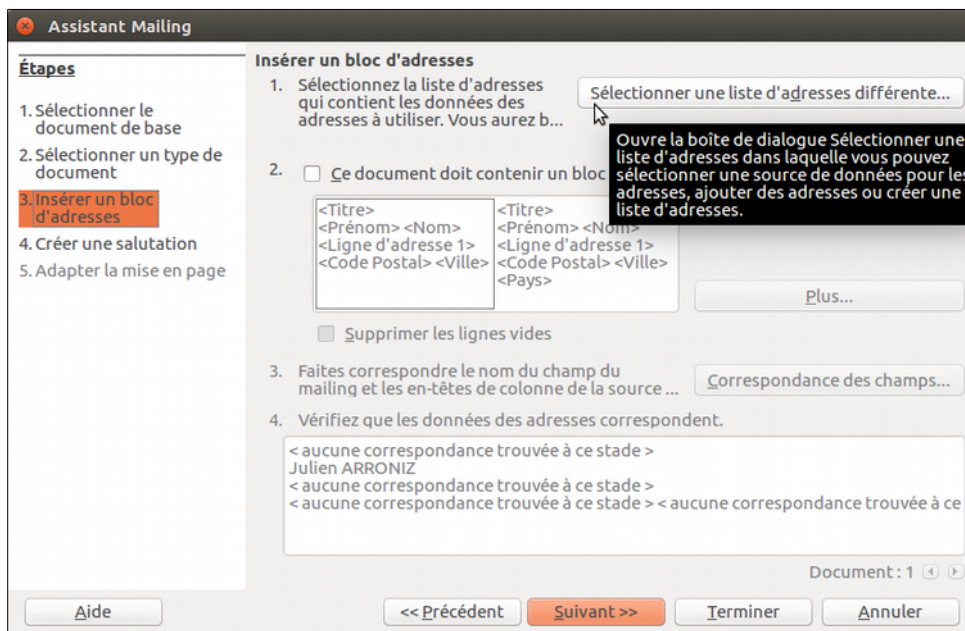 Assistant Mailing
Étapes
1. Sélectionner le
document de base
2. Sélectionner un type de
document
3. Insérer un bloc
d'adresses
4. Créer une salutation
5. Adapter la mise en page
Insérer un bloc d'adresses
1. Sélectionnez la liste d'adresses
qui contient les données des
adresses à utiliser. Vous aurez b...
Sélectionner une liste d'adresses différente...
Ouvre la boîte de dialogue Sélectionner une
liste d'adresses dans laquelle vous pouvez
sélectionner une source de données pour les
adresses, ajouter des adresses ou créer une
liste d'adresses.
2. Ce document doit contenir un bloc
<Titre>
<Prénom> <Nom>
<Ligne d'adresse 1>
<Code Postal> <Ville>
<Titre>
<Prénom> <Nom>
<Ligne d'adresse 1>
<Code Postal> <Ville>
<Pays>
Plus...
Supprimer les lignes vides
3. Faites correspondre le nom du champ du
mailing et les en-têtes de colonne de la source ...
Correspondance des champs...
4. Vérifiez que les données des adresses correspondent.
< aucune correspondance trouvée à ce stade >
Julien ARRONIZ
< aucune correspondance trouvée à ce stade >
< aucune correspondance trouvée à ce stade > < aucune correspondance trouvée à ce
Document : 1
Aide
<< Précédent
Suivant >>
Terminer
Annuler